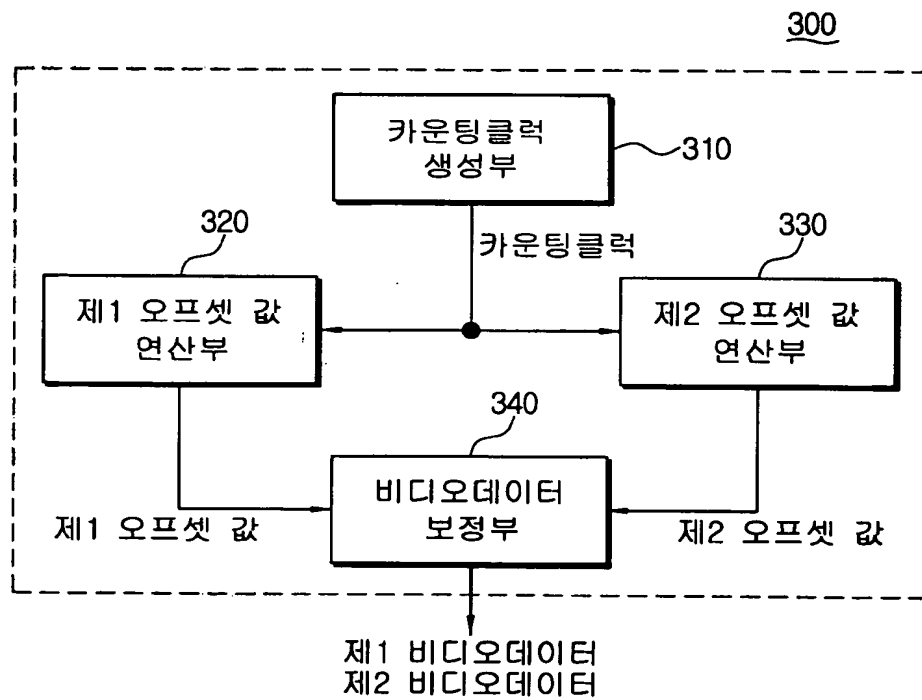 300
카운팅클럭
생성부
310
320
카운팅클럭
330
제1 오프셋 값
연산부
제2 오프셋 값
연산부
340
비디오데이터
보정부
제1 오프셋 값
제2 오프셋 값
제1 비디오데이터
제2 비디오데이터